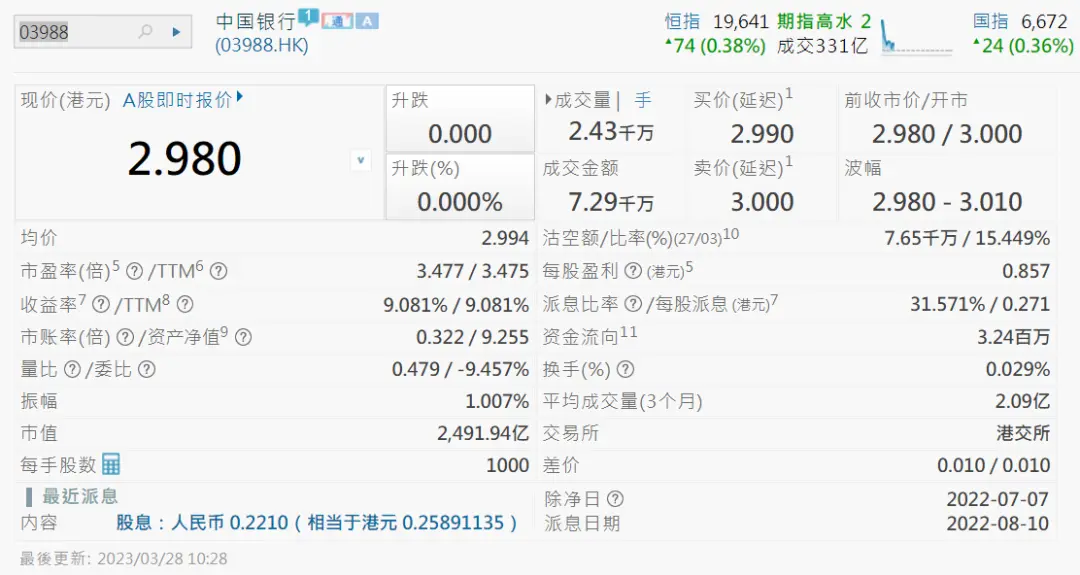 03988
中国银行 1 通 A
(03988.HK)
恒指 19,641 期指高水 2
74 (0.38%) 成交331亿
国指 6,672
24 (0.36%)
现价(港元) A股即时报价
2.980
升跌
0.000
升跌(%)
0.000%
成交量| 手
2.43千万
买价(延迟)1
2.990
前收市价/开市
2.980 / 3.000
成交金额
7.29千万
卖价(延迟)1
3.000
波幅
2.980 - 3.010
均价 2.994
沽空额/比率(%)(27/03)10 7.65千万 / 15.449%
市盈率(倍)5 ? /TTM6 ? 3.477 / 3.475
每股盈利 ? (港元)5 0.857
收益率7 ? /TTM8 ? 9.081% / 9.081%
派息比率 ? /每股派息 (港元)7 31.571% / 0.271
市账率(倍) ? /资产净值9 ? 0.322 / 9.255
资金流向11 3.24百万
量比 ? /委比 ? 0.479 / -9.457%
换手(%) ? 0.029%
振幅 1.007%
平均成交量(3个月) 2.09亿
市值 2,491.94亿
交易所 港交所
每手股数 1000
差价 0.010 / 0.010
最近派息
除净日 ? 2022-07-07
内容 股息：人民币 0.2210 ( 相当于港元 0.25891135 )
派息日期 2022-08-10
最後更新: 2023/03/28 10:28